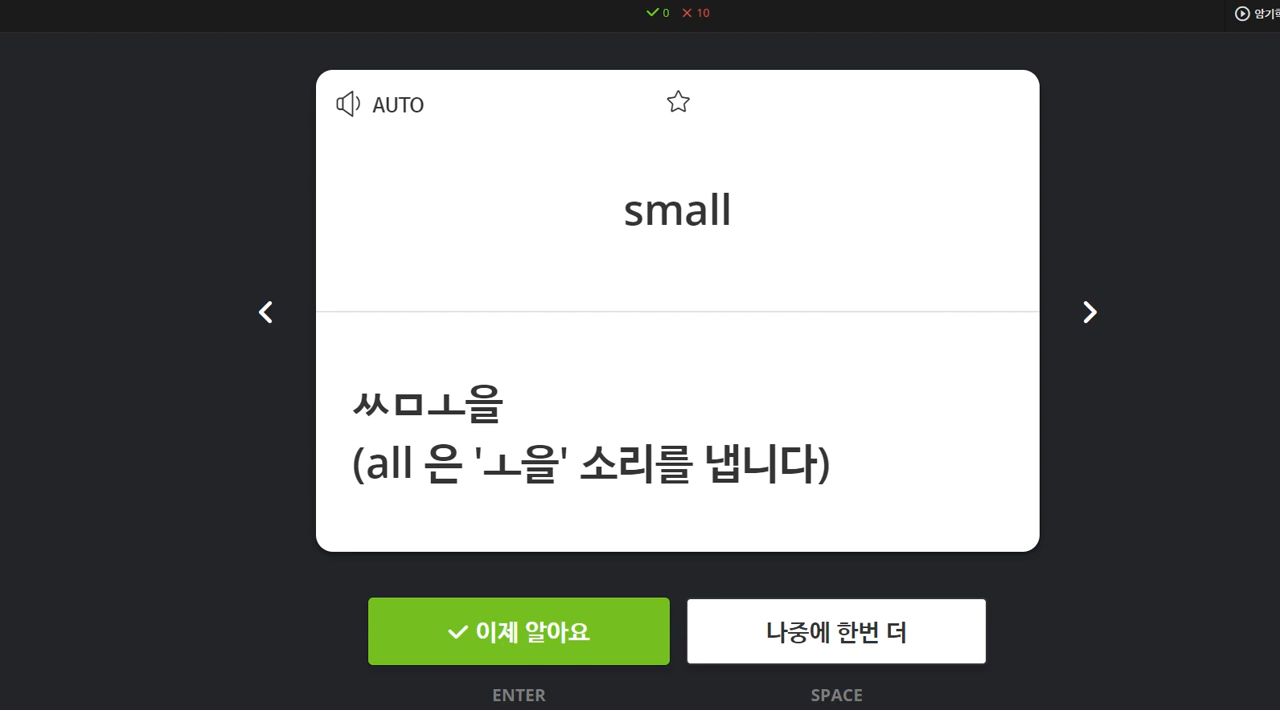 0 10
AUTO
small
ㅆㅁㅗ을
(all 은 'ㅗ을' 소리를 냅니다)
이제 알아요 나중에 한번 더
ENTER SPACE